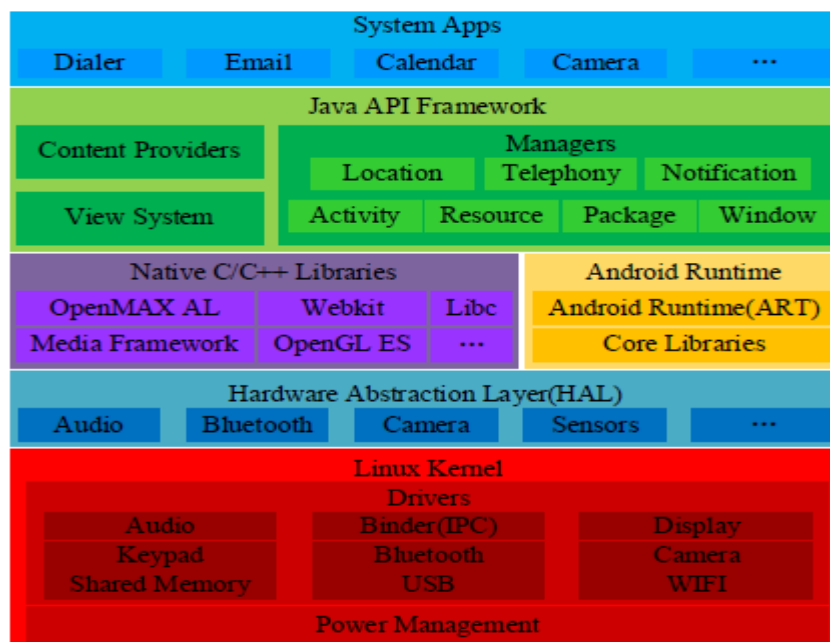 System Apps
Dialer Email Calendar Camera ...
Java API Framework
Content Providers
View System
Managers
Location Telephony Notification
Activity Resource Package Window
Native C/C++ Libraries
OpenMAX AL Webkit Libc
Media Framework OpenGL ES ...
Android Runtime
Android Runtime(ART)
Core Libraries
Hardware Abstraction Layer(HAL)
Audio Bluetooth Camera Sensors ...
Linux Kernel
Drivers
Audio Binder(IPC) Display
Keypad Bluetooth Camera
Shared Memory USB WIFI
Power Management